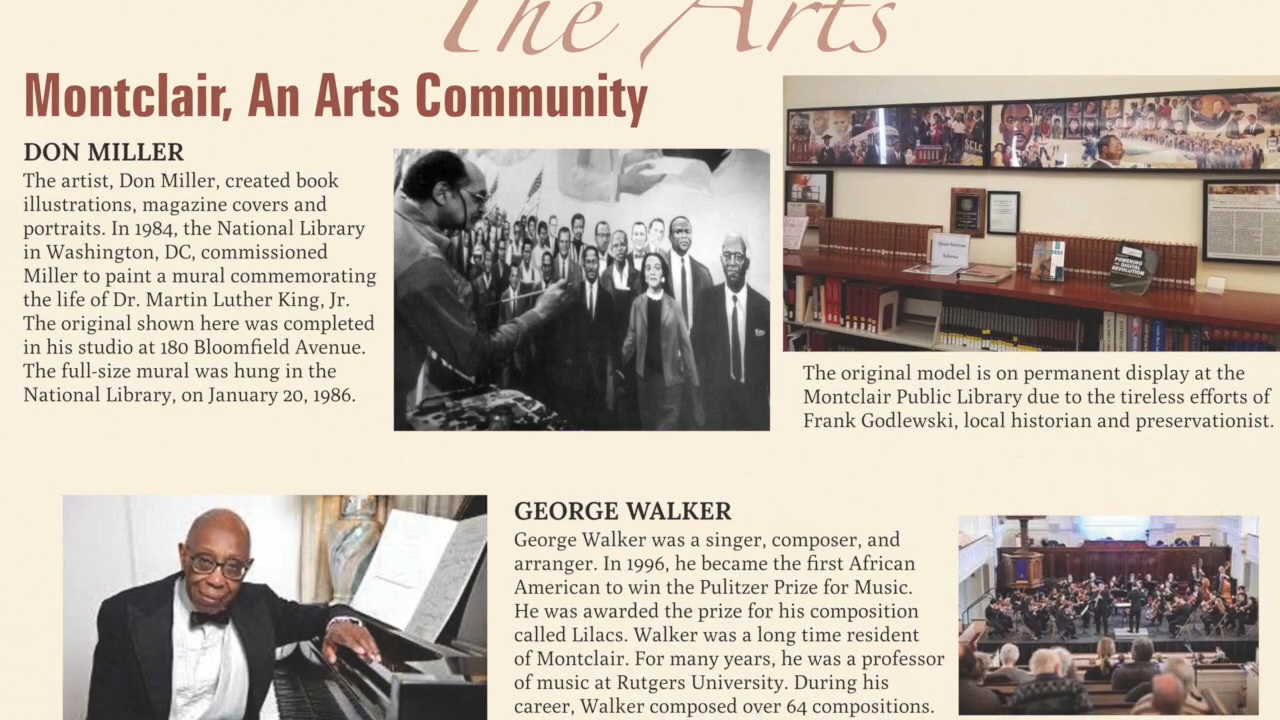 The Arts
Montclair, An Arts Community
DON MILLER
The artist, Don Miller, created book
illustrations, magazine covers and
portraits. In 1984, the National Library
in Washington, DC, commissioned
Miller to paint a mural commemorating
the life of Dr. Martin Luther King, Jr.
The original shown here was completed
in his studio at 180 Bloomfield Avenue.
The full-size mural was hung in the
National Library, on January 20, 1986.
The original model is on permanent display at the
Montclair Public Library due to the tireless efforts of
Frank Godlewski, local historian and preservationist.
GEORGE WALKER
George Walker was a singer, composer, and
arranger. In 1996, he became the first African
American to win the Pulitzer Prize for Music.
He was awarded the prize for his composition
called Lilacs. Walker was a long time resident
of Montclair. For many years, he was a professor
of music at Rutgers University. During his
career, Walker composed over 64 compositions.